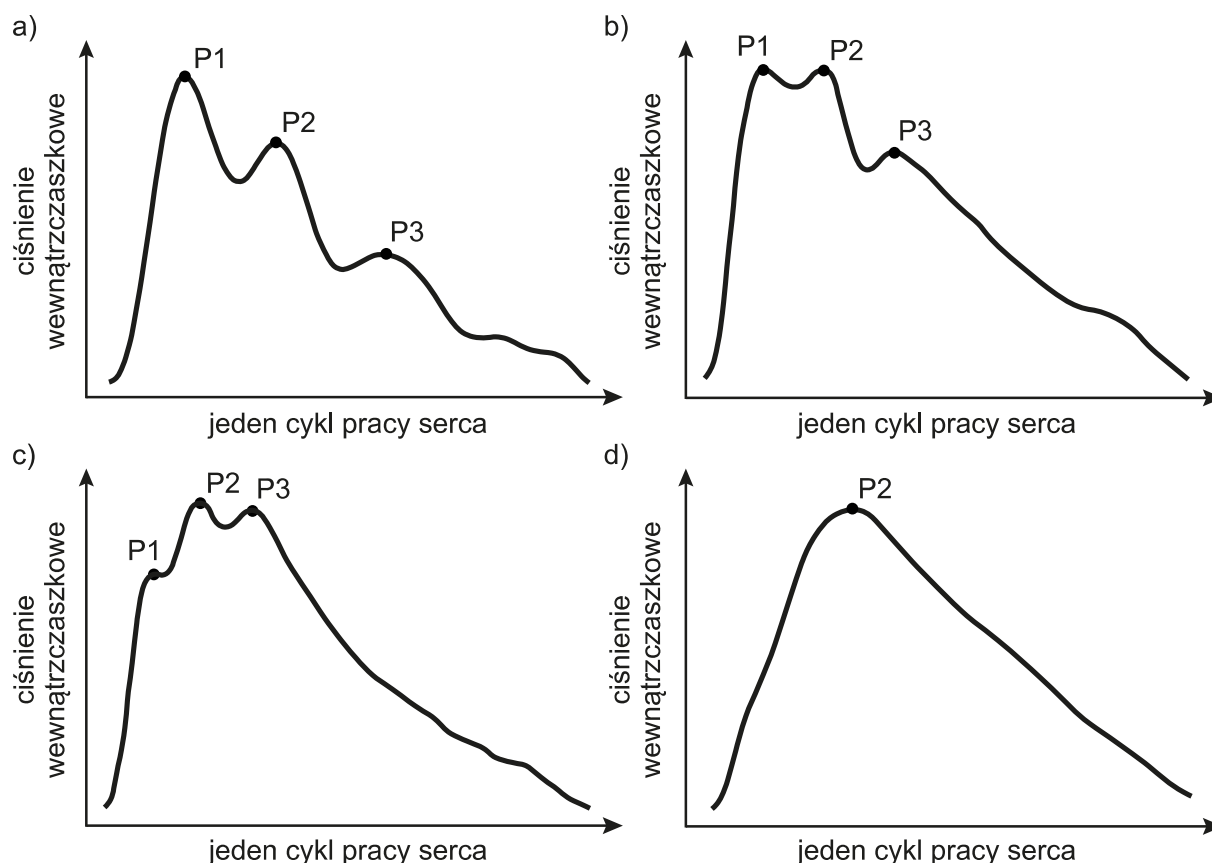 a)
P1
P2
P3
ciśnienie
wewnątrzczaszkowe
jeden cykl pracy serca
b)
P1
P2
P3
ciśnienie
wewnątrzczaszkowe
jeden cykl pracy serca
c)
P1
P2
P3
ciśnienie
wewnątrzczaszkowe
jeden cykl pracy serca
d)
P2
ciśnienie
wewnątrzczaszkowe
jeden cykl pracy serca